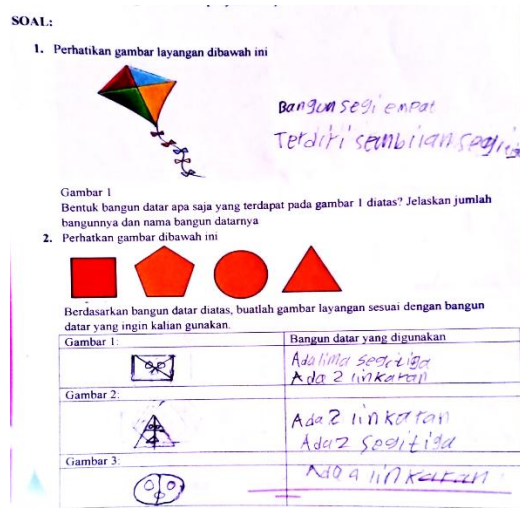 SOAL:
1. Perhatikan gambar layangan dibawah ini
Bangun segi empat
Terdiri sembilan segitig
Gambar 1
Bentuk bangun datar apa saja yang terdapat pada gambar 1 diatas? Jelaskan jumlah
bangunnya dan nama bangun datarnya
2. Perhatkan gambar dibawah ini
Berdasarkan bangun datar diatas, buatlah gambar layangan sesuai dengan bangun
datar yang ingin kalian gunakan.
Gambar 1: Bangun datar yang digunakan
Ada lima segitiga
Ada 2 linkaran
Gambar 2:
Ada 2 linkaran
Ada 2 Segitiga
Gambar 3:
Ada 4 linkaran